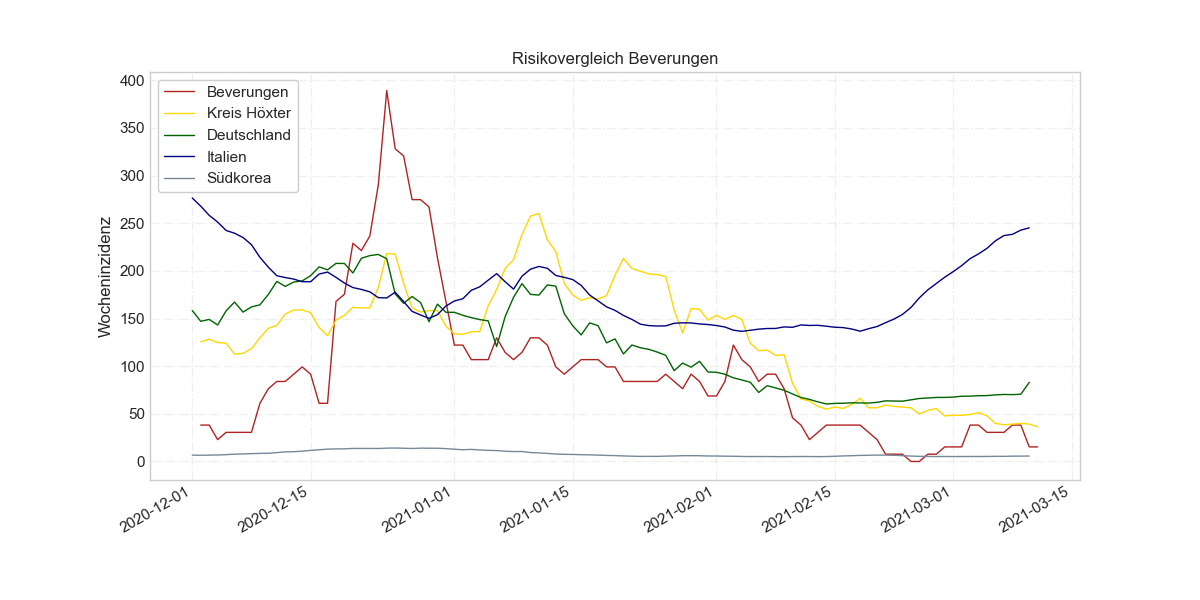 Risikovergleich Beverungen
Wocheninzidenz
400
350
300
250
200
150
100
50
0
Beverungen
Kreis Höxter
Deutschland
Italien
Südkorea
2020-12-01
2020-12-15
2021-01-01
2021-01-15
2021-02-01
2021-02-15
2021-03-01
2021-03-15